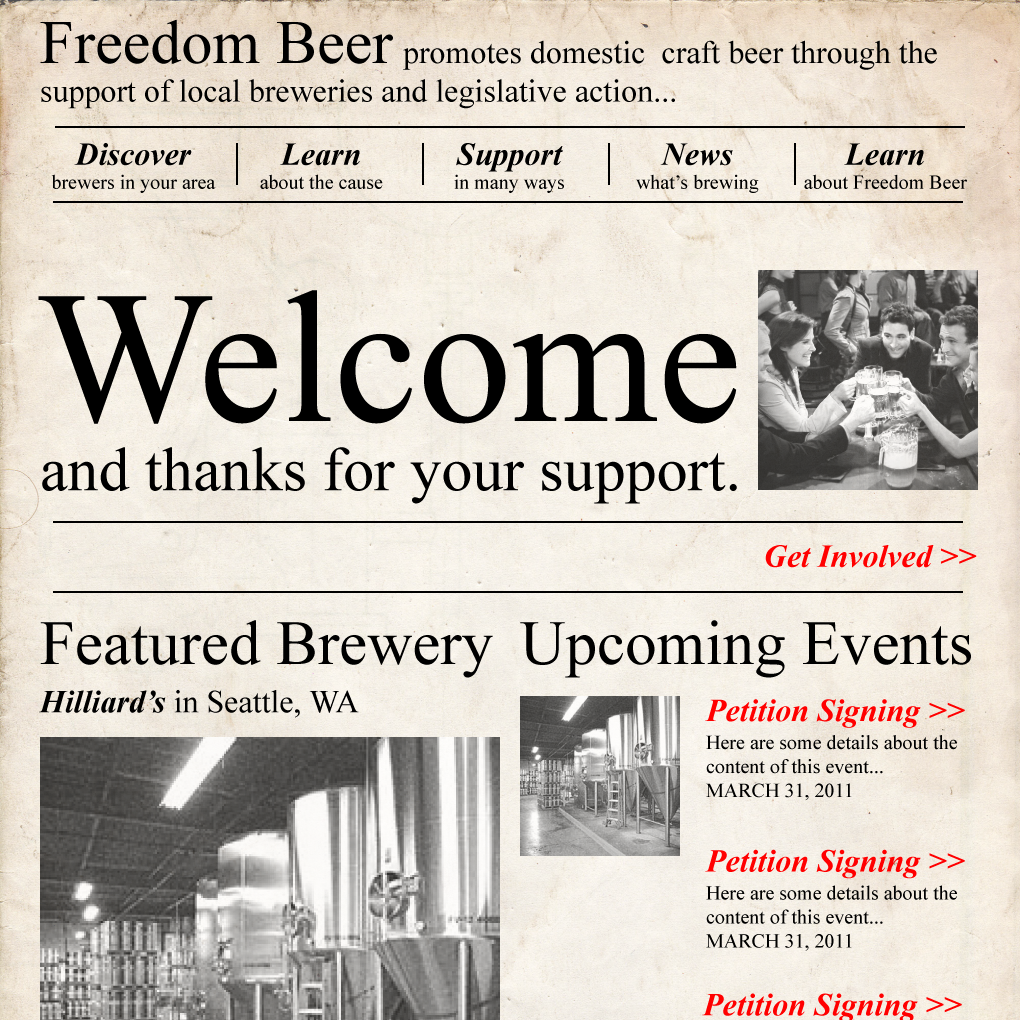 Freedom Beer promotes domestic craft beer through the
support of local breweries and legislative action...
Discover
brewers in your area
Learn
about the cause
Support
in many ways
News
what’s brewing
Learn
about Freedom Beer
Welcome
and thanks for your support.
Get Involved >>
Featured Brewery
Hilliard’s in Seattle, WA
Upcoming Events
Petition Signing >>
Here are some details about the
content of this event...
MARCH 31, 2011
Petition Signing >>
Here are some details about the
content of this event...
MARCH 31, 2011
Petition Signing >>